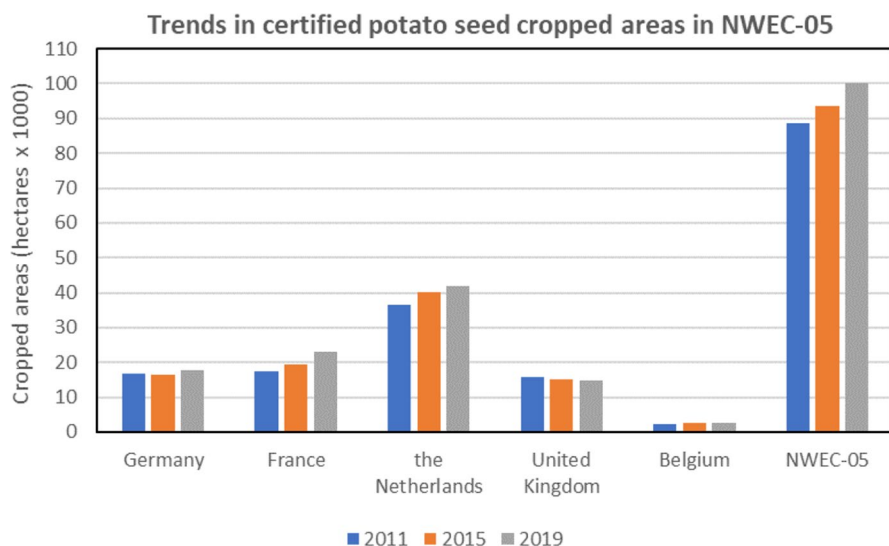 Trends in certified potato seed cropped areas in NWEC-05
Cropped areas (hectares x 1000)
110
100
90
80
70
60
50
40
30
20
10
0
Germany
France
the
Netherlands
United
Kingdom
Belgium
NWEC-05
2011 2015 2019